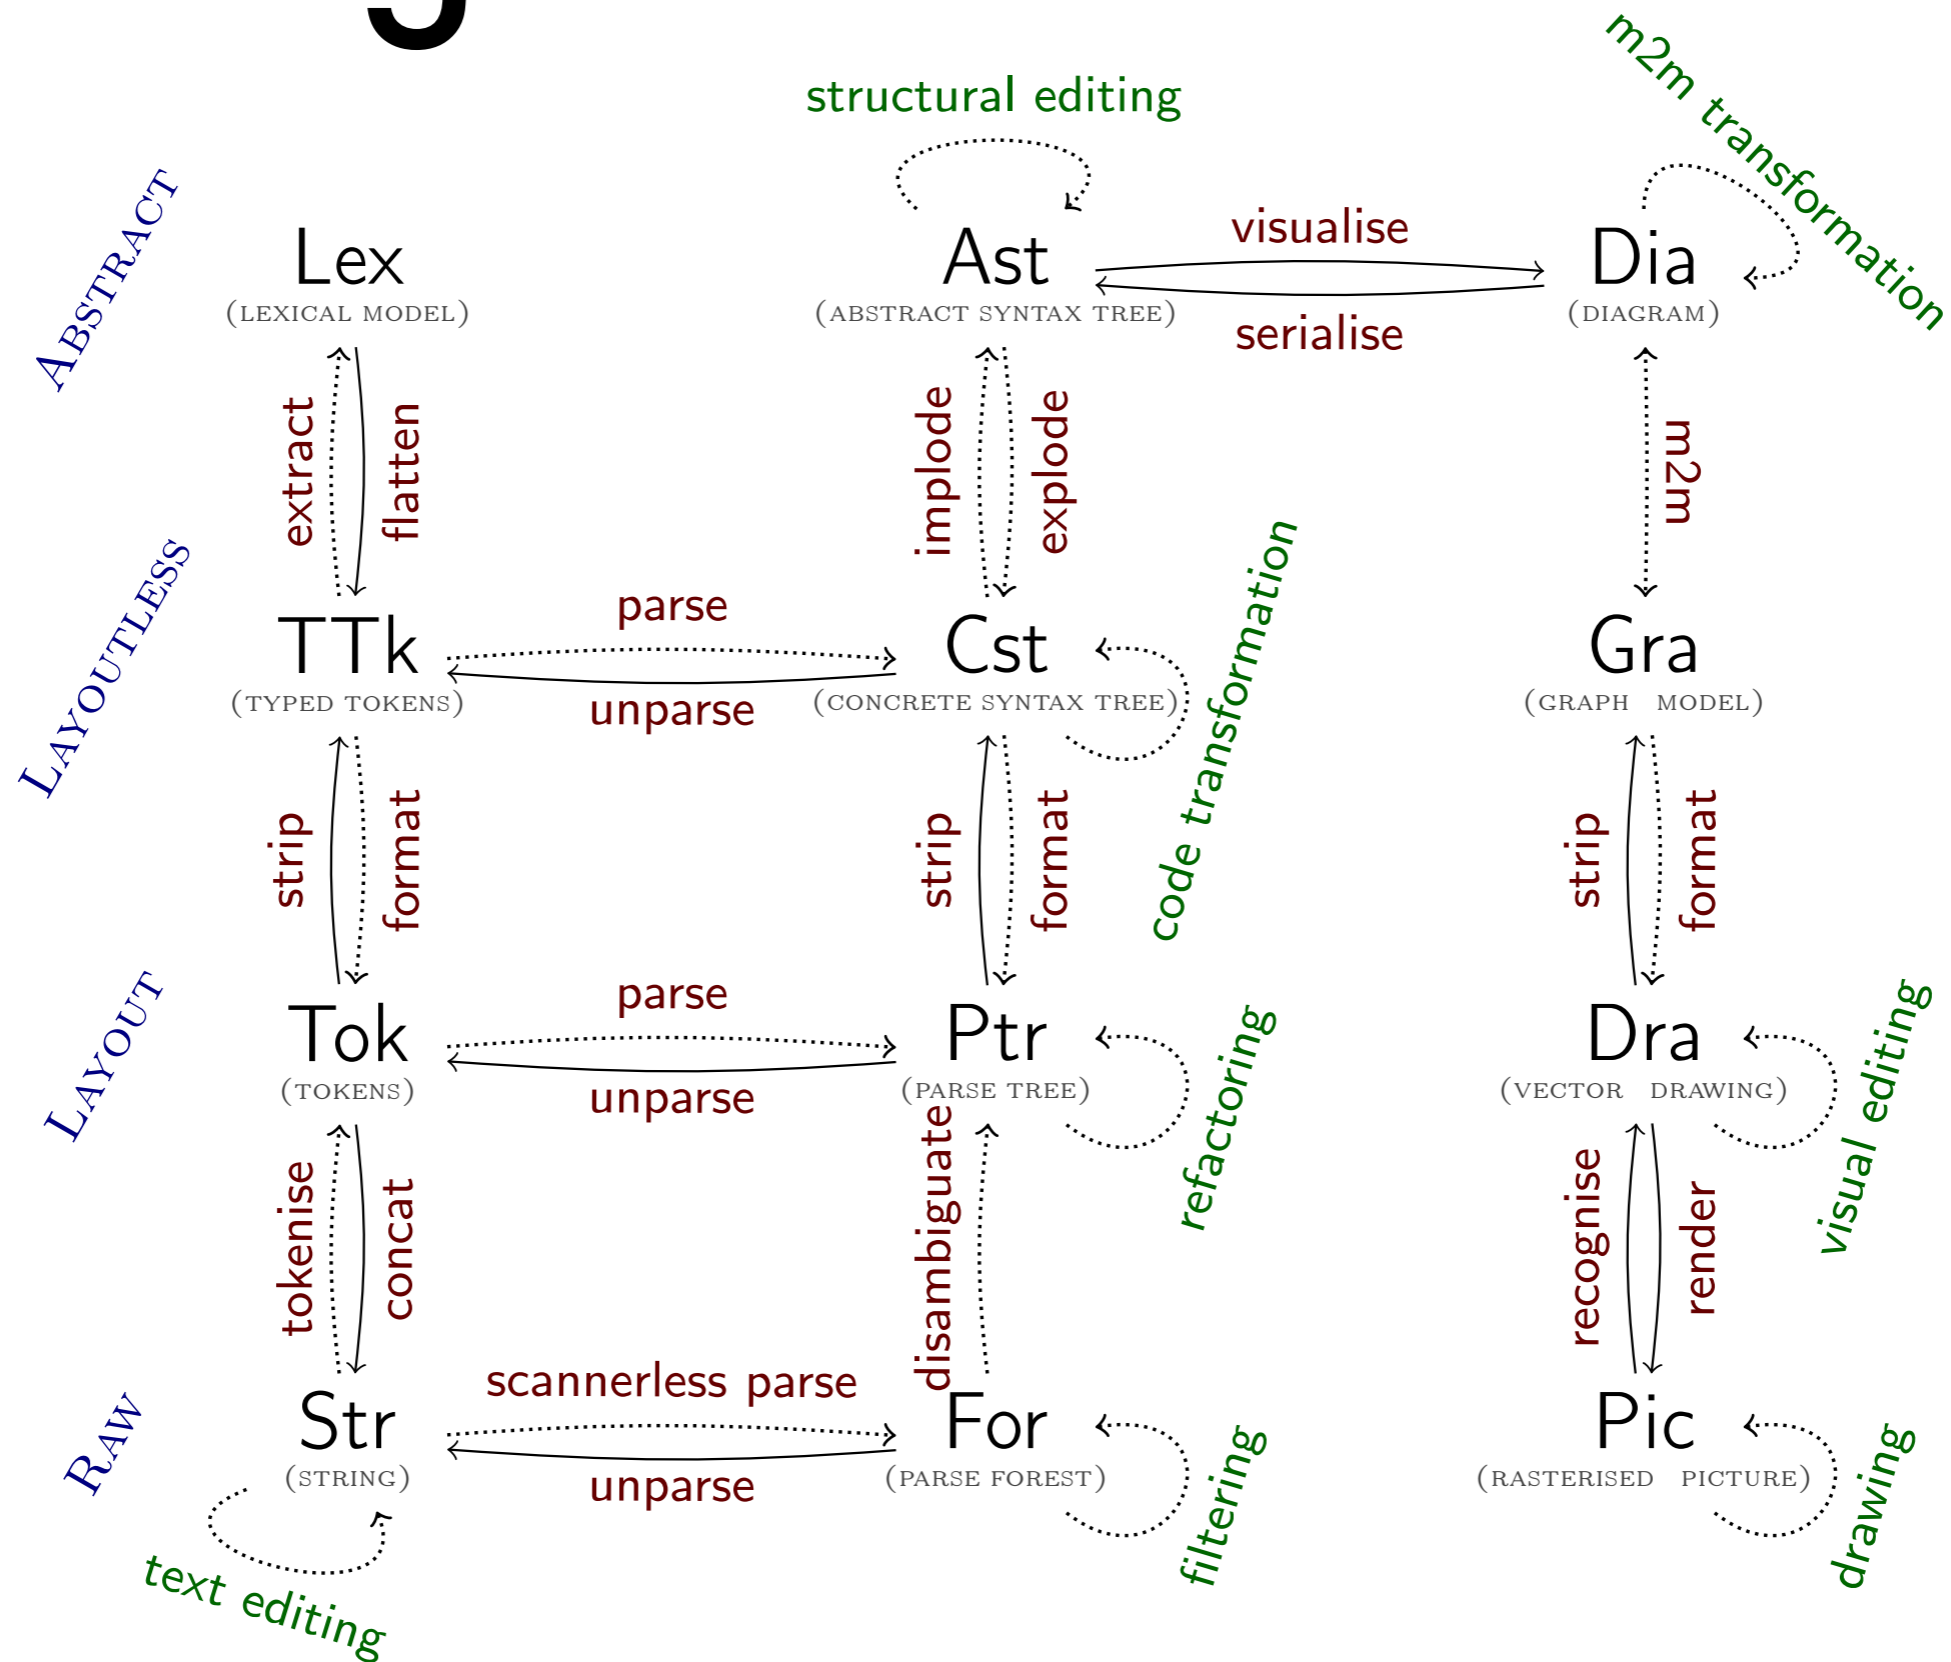 structural editing
m2m transformation
ABSTRACT
Lex
(LEXICAL MODEL)
Ast
(ABSTRACT SYNTAX TREE)
visualise
serialise
Dia
(DIAGRAM)
extract
flatten
implode
explode
m2m
LAYOUTLESS
TTk
(TYPED TOKENS)
parse
unparse
Cst
(CONCRETE SYNTAX TREE)
code transformation
Gra
(GRAPH MODEL)
strip
format
strip
format
strip
format
LAYOUT
Tok
(TOKENS)
parse
unparse
Ptr
(PARSE TREE)
refactoring
Dra
(VECTOR DRAWING)
visual editing
tokenise
concat
disambiguate
recognise
render
RAW
Str
(STRING)
scannerless parse
unparse
For
(PARSE FOREST)
filtering
Pic
(RASTERISED PICTURE)
drawing
text editing